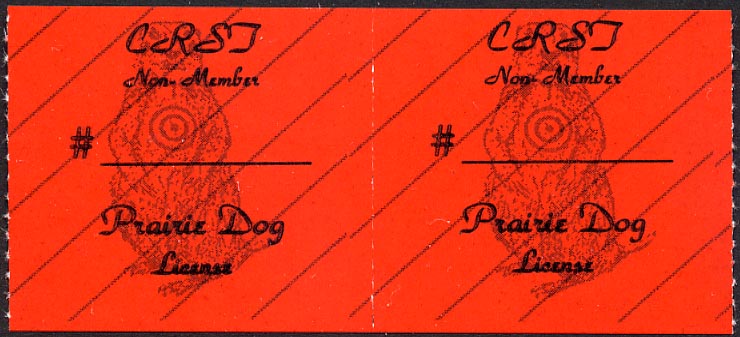 CRST
Non-Member
#
Prairie Dog
License
CRST
Non-Member
#
Prairie Dog
License